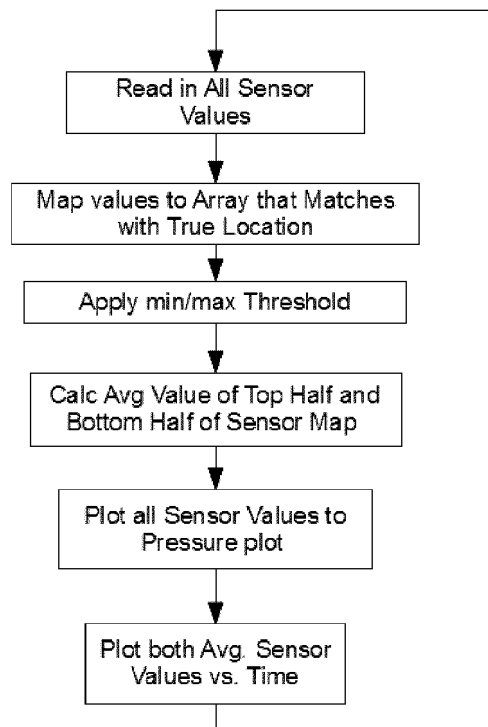 Read in All Sensor
Values
Map values to Array that Matches
with True Location
Apply min/max Threshold
Calc Avg Value of Top Half and
Bottom Half of Sensor Map
Plot all Sensor Values to
Pressure plot
Plot both Avg. Sensor
Values vs. Time